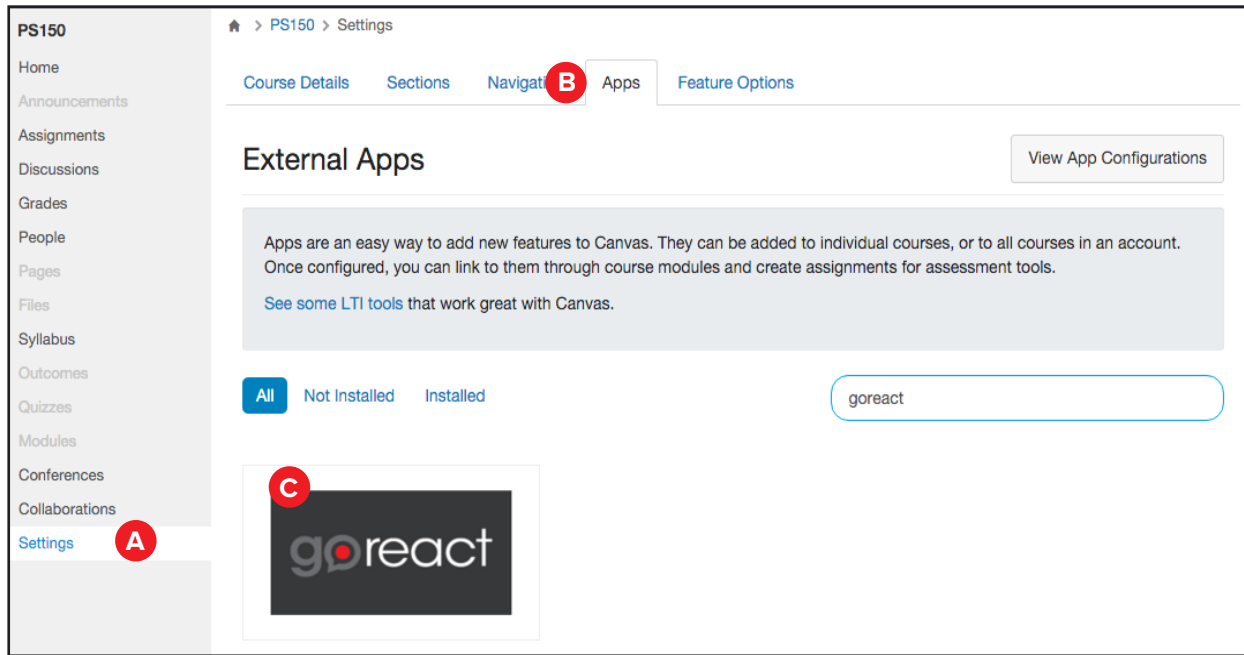 PS150
Home
Announcements
Assignments
Discussions
Grades
People
Pages
Files
Syllabus
Outcomes
Quizzes
Modules
Conferences
Collaborations
Settings
A
> PS150 > Settings
Course Details Sections Navigati B Apps Feature Options
External Apps
View App Configurations
Apps are an easy way to add new features to Canvas. They can be added to individual courses, or to all courses in an account.
Once configured, you can link to them through course modules and create assignments for assessment tools.
See some LTI tools that work great with Canvas.
All Not Installed Installed
goreact
C
goreact